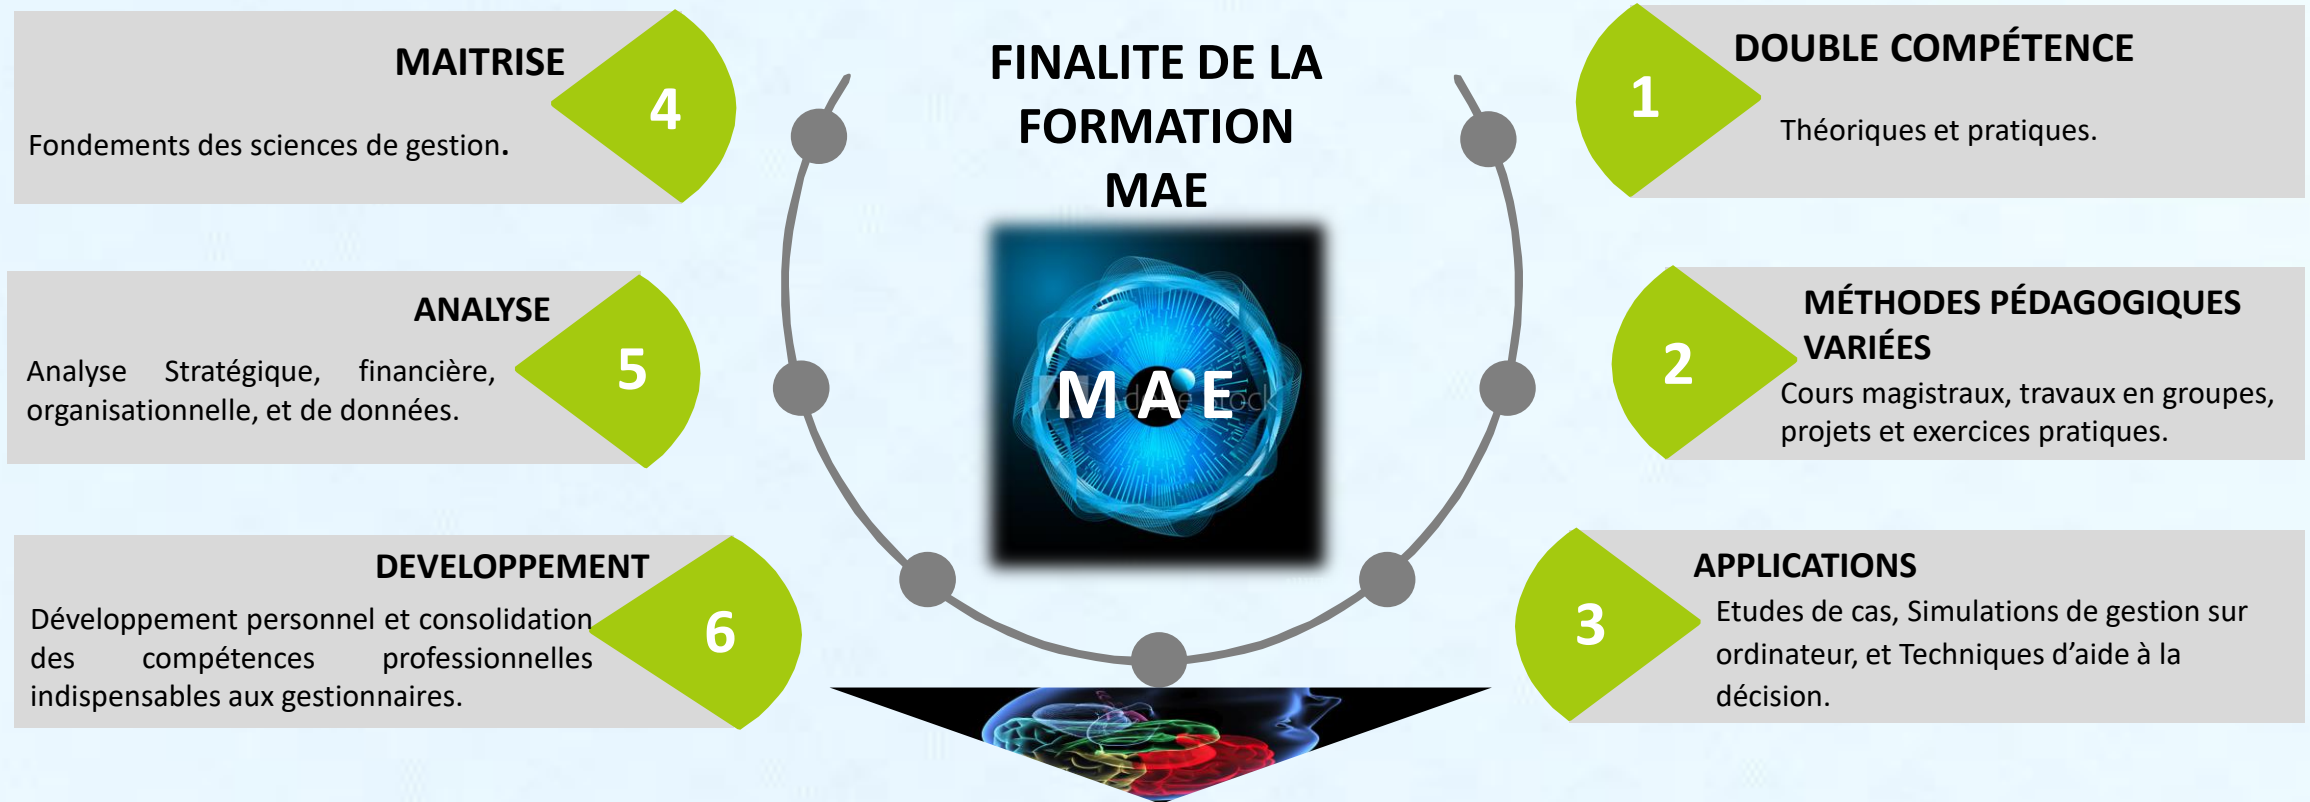 FINALITE DE LA
FORMATION
MAE
M A E
Adobe Stock
1
DOUBLE COMPÉTENCE
Théoriques et pratiques.
2
MÉTHODES PÉDAGOGIQUES
VARIÉES
Cours magistraux, travaux en groupes,
projets et exercices pratiques.
3
APPLICATIONS
Etudes de cas, Simulations de gestion sur
ordinateur, et Techniques d’aide à la
décision.
4
MAITRISE
Fondements des sciences de gestion.
5
ANALYSE
Analyse Stratégique, financière,
organisationnelle, et de données.
6
DEVELOPPEMENT
Développement personnel et consolidation
des compétences professionnelles
indispensables aux gestionnaires.